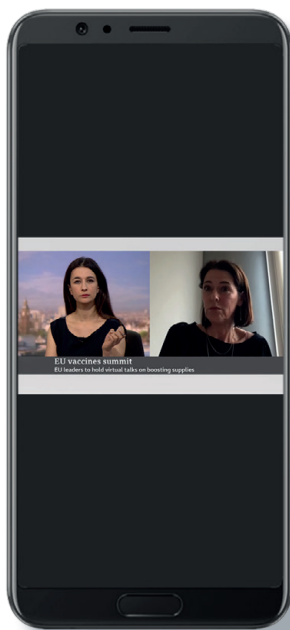 EU vaccines summit
EU leaders to hold virtual talks on boosting supplies